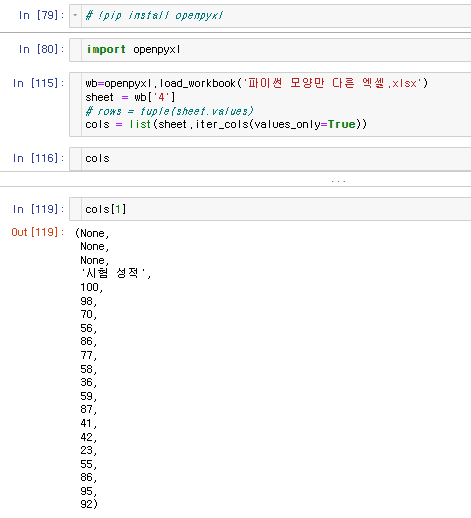 In [79]: # !pip install openpyxl
In [80]: import openpyxl
In [115]: wb=openpyxl.load_workbook('파이썬 모양만 다른 엑셀.xlsx')
sheet = wb['4']
# rows = tuple(sheet.values)
cols = list(sheet.iter_cols(values_only=True))
In [116]: cols
...
In [119]: cols[1]
Out[119]: (None,
None,
None,
'시험 성적',
100,
98,
70,
56,
86,
77,
58,
36,
59,
87,
41,
42,
23,
55,
86,
95,
92)